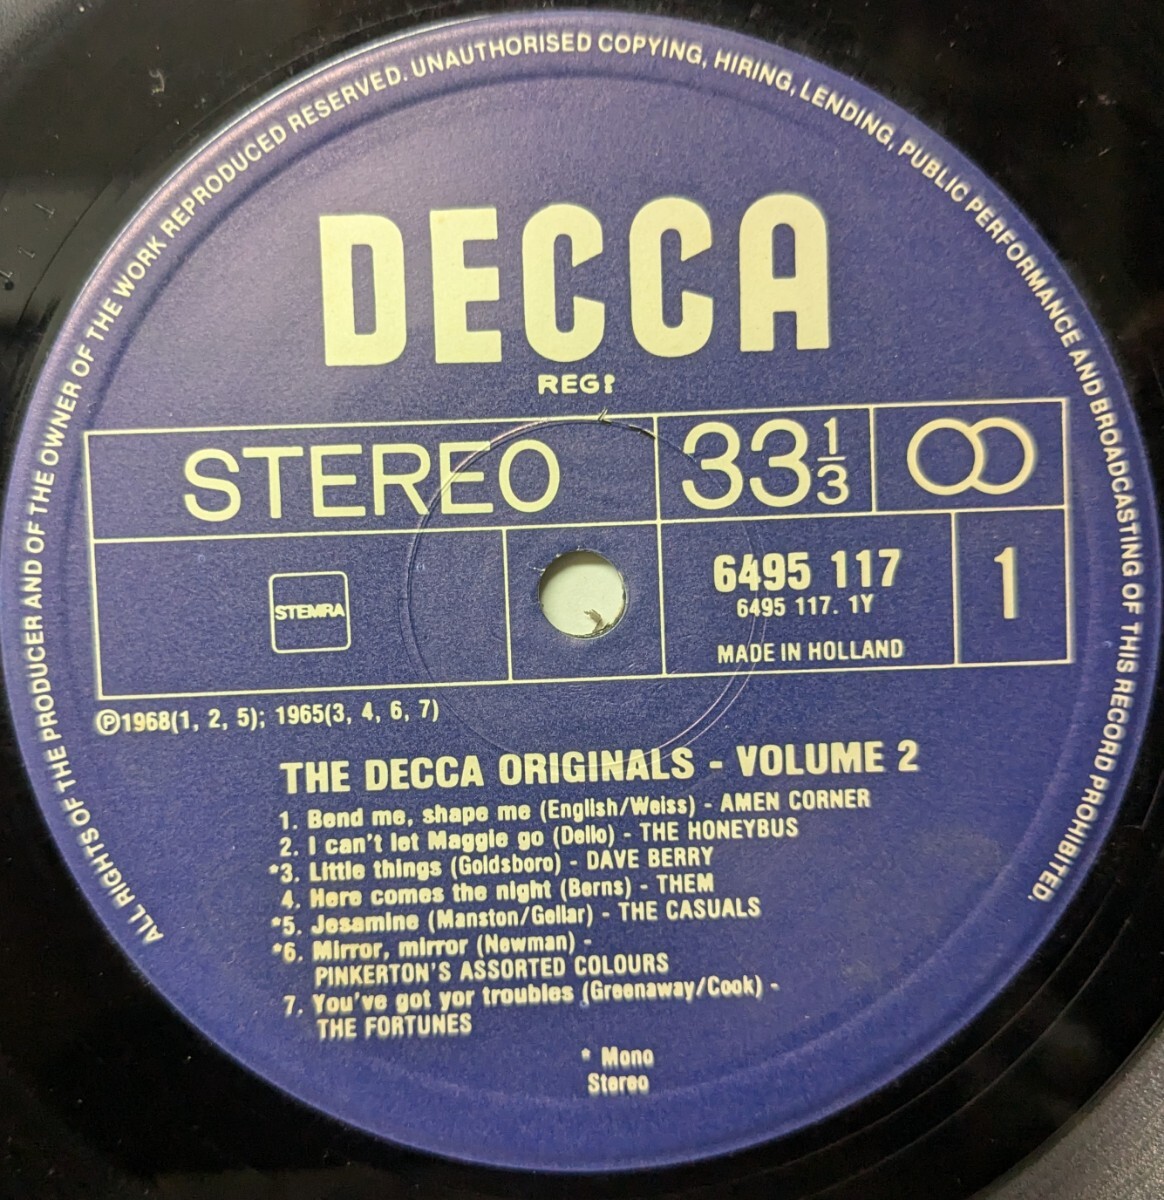 ALL RIGHTS OF THE PRODUCER AND OF THE OWNER OF THE WORK REPRODUCED RESERVED. UNAUTHORISED COPYING, HIRING, LENDING, PUBLIC PERFORMANCE AND BROADCASTING OF THIS RECORD PROHIBITED.
DECCA
REGD
STEREO
33 1/3
STEMRA
6495 117
6495 117. 1Y
MADE IN HOLLAND
1
Ⓟ1968(1, 2, 5); 1965(3, 4, 6, 7)
THE DECCA ORIGINALS - VOLUME 2
1. Bend me, shape me (English/Weiss) - AMEN CORNER
2. I can't let Maggie go (Dello) - THE HONEYBUS
*3. Little things (Goldsboro) - DAVE BERRY
4. Here comes the night (Berns) - THEM
*5. Jesamine (Manston/Gellar) - THE CASUALS
*6. Mirror, mirror (Newman) -
PINKERTON'S ASSORTED COLOURS
7. You've got yor troubles (Greenaway/Cook) -
THE FORTUNES
* Mono
Stereo